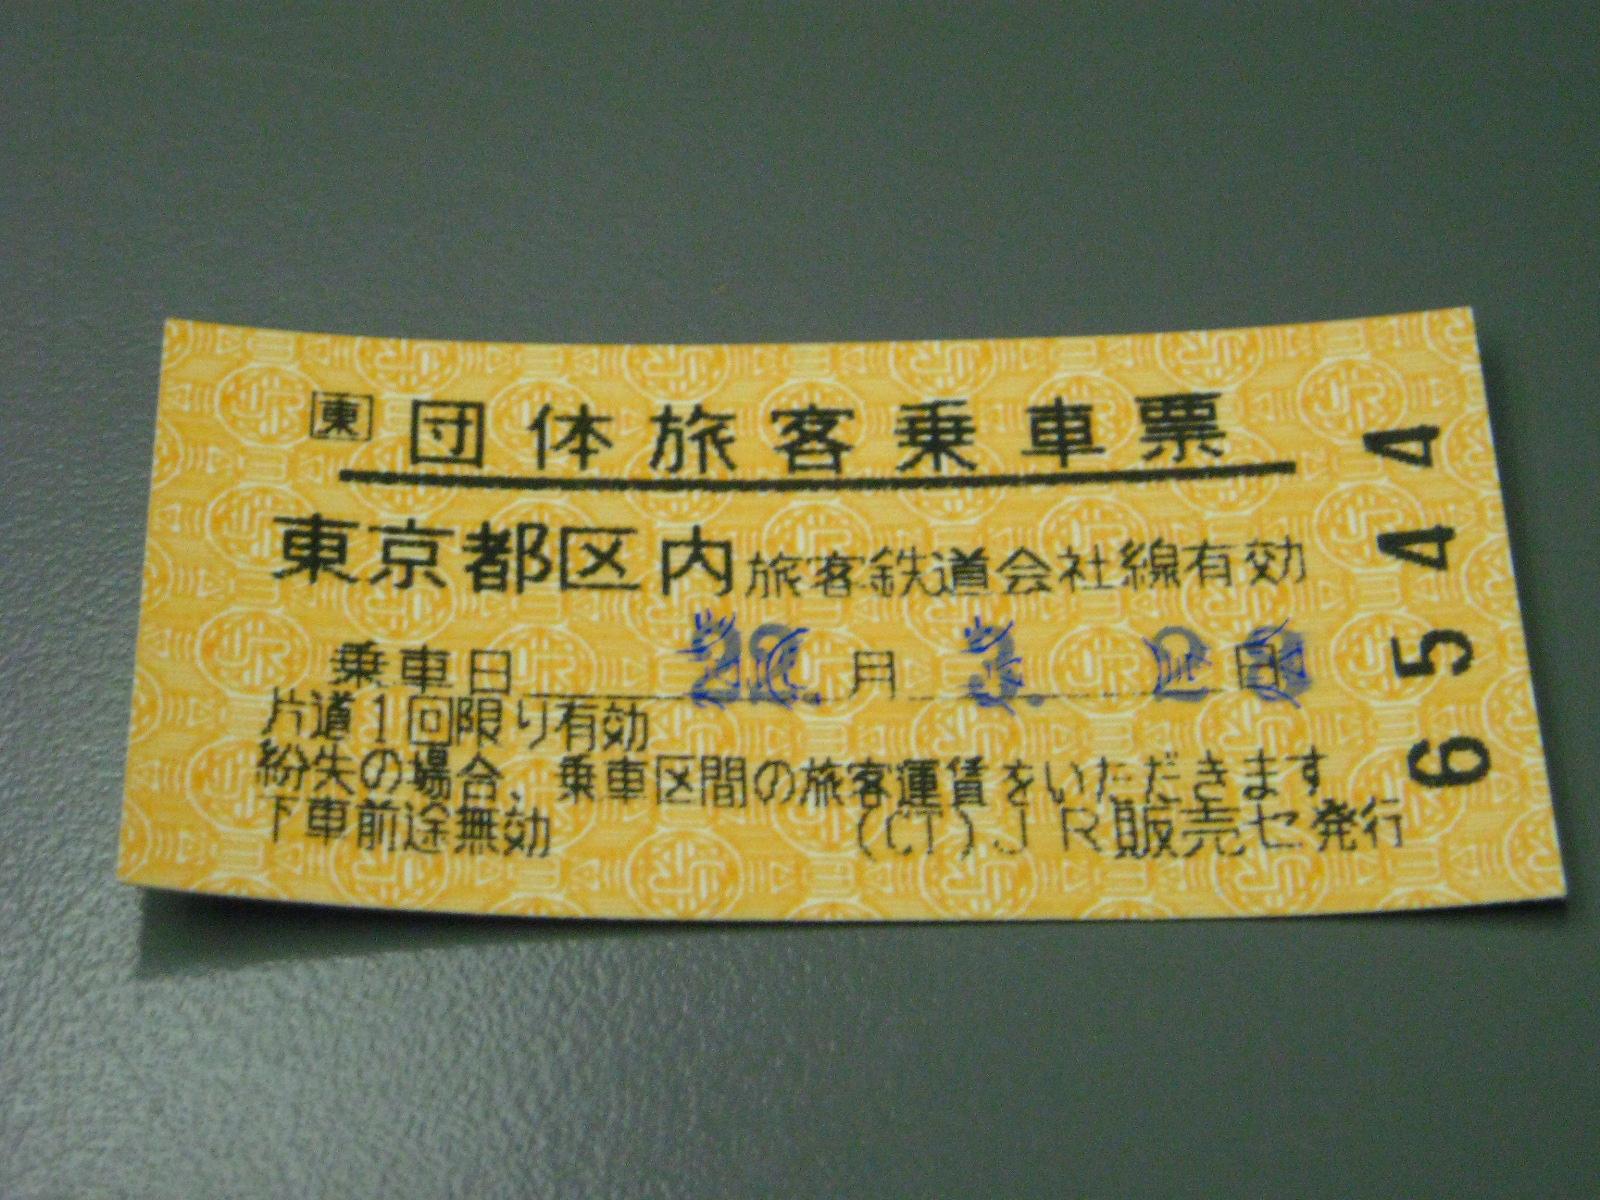 東 団体旅客乗車票
東京都区内旅客鉄道会社線有効
乗車日 22. 月 3. 日
片道1回限り有効
紛失の場合、乗車区間の旅客運賃をいただきます
下車前途無効 (CT)JR販売セ発行
6544